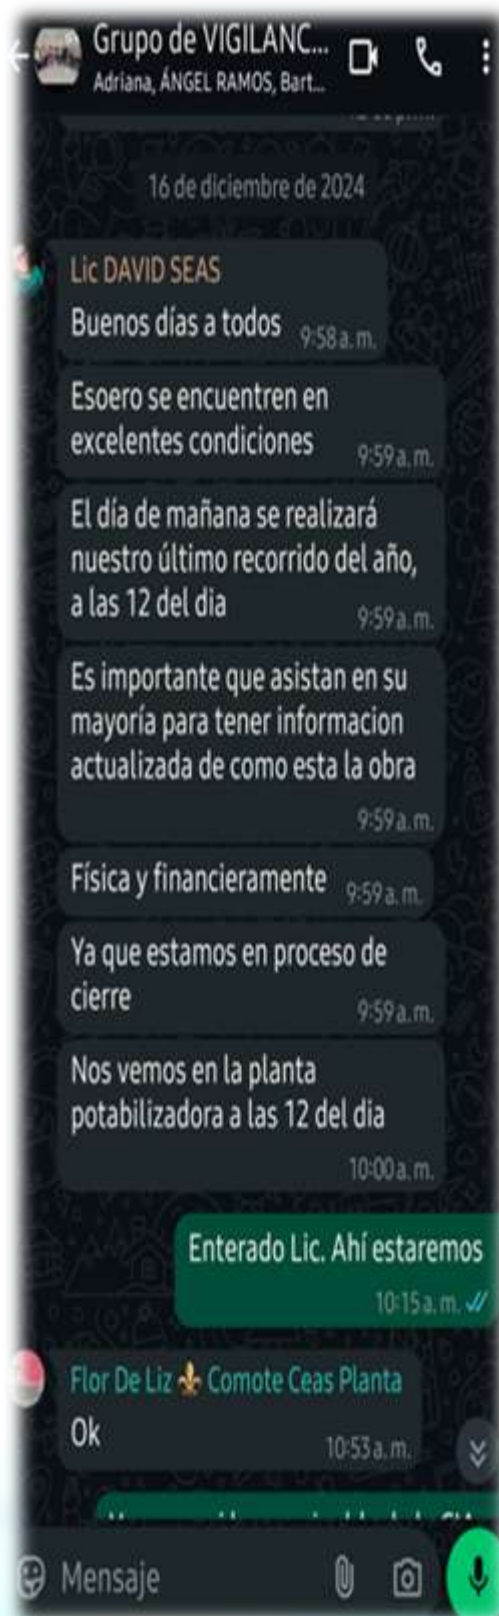 Grupo de VIGILANC...
Adriana, ÁNGEL RAMOS, Bart...
16 de diciembre de 2024
Lic DAVID SEAS
Buenos días a todos 9:58 a. m.
Esoero se encuentren en
excelentes condiciones 9:59 a. m.
El día de mañana se realizará
nuestro último recorrido del año,
a las 12 del dia 9:59 a. m.
Es importante que asistan en su
mayoría para tener informacion
actualizada de como esta la obra
9:59 a. m.
Física y financieramente 9:59 a. m.
Ya que estamos en proceso de
cierre 9:59 a. m.
Nos vemos en la planta
potabilizadora a las 12 del dia
10:00 a. m.
Enterado Lic. Ahí estaremos
10:15 a. m.
Flor De Liz ⚜ Comote Ceas Planta
Ok 10:53 a. m.
Mensaje